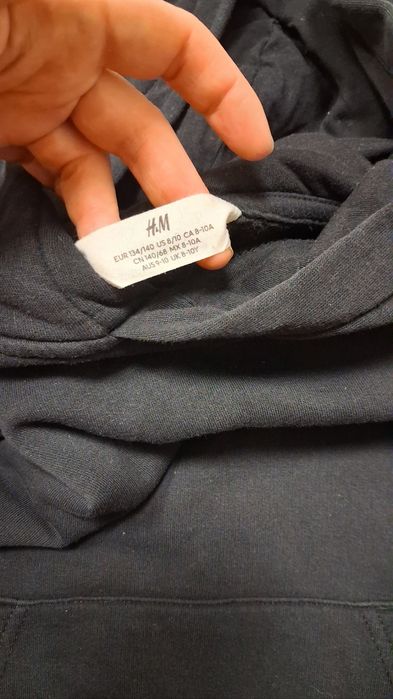 H&M
EUR 134/140 US 8/10 CA 8-10A
CN 140/68 MX 8-10A
AUS 9-10 UK 8-10Y